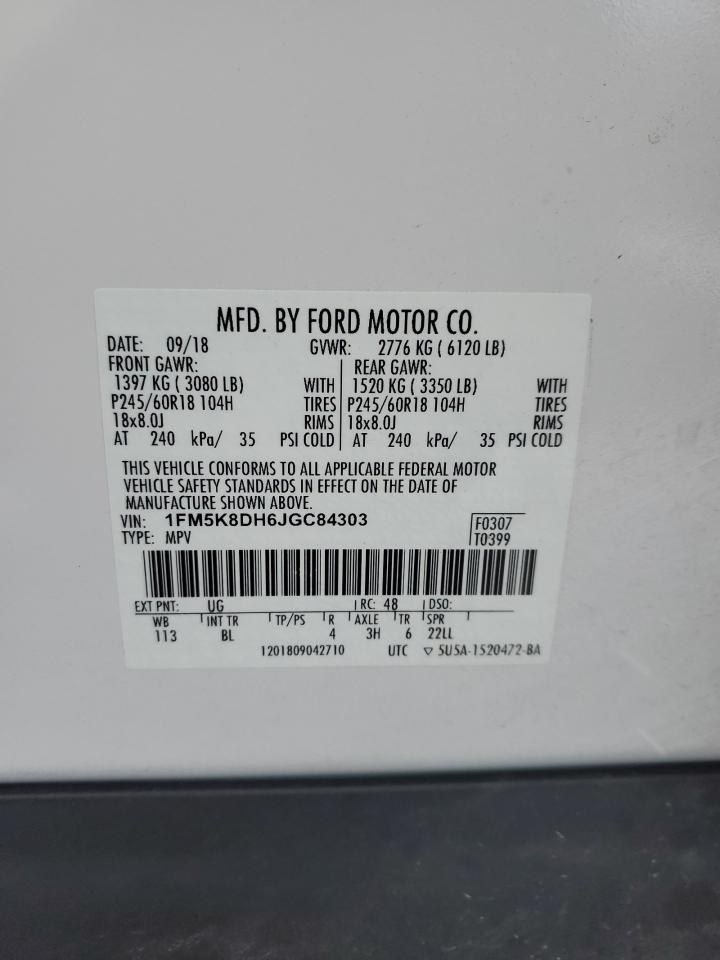 MFD. BY FORD MOTOR CO.
DATE: 09/18 GVWR: 2776 KG ( 6120 LB)
FRONT GAWR: REAR GAWR:
1397 KG ( 3080 LB) WITH 1520 KG ( 3350 LB) WITH
P245/60R18 104H TIRES P245/60R18 104H TIRES
18x8.0J RIMS 18x8.0J RIMS
AT 240 kPa/ 35 PSI COLD AT 240 kPa/ 35 PSI COLD
THIS VEHICLE CONFORMS TO ALL APPLICABLE FEDERAL MOTOR
VEHICLE SAFETY STANDARDS IN EFFECT ON THE DATE OF
MANUFACTURE SHOWN ABOVE.
VIN: 1FM5K8DH6JGC84303 F0307
TYPE: MPV T0399
EXT PNT: UG RC: 48 DSO:
WB INT TR TP/PS R AXLE TR SPR
113 BL 4 3H 6 22LL
1201809042710 UTC ▽ 5U5A-1520472-BA